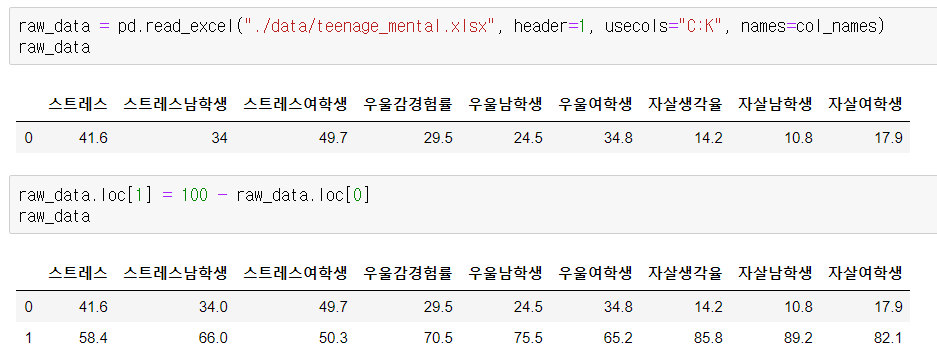 raw_data = pd.read_excel("./data/teenage_mental.xlsx", header=1, usecols="C:K", names=col_names)
raw_data
스트레스 스트레스남학생 스트레스여학생 우울감경험률 우울남학생 우울여학생 자살생각율 자살남학생 자살여학생
0 41.6 34 49.7 29.5 24.5 34.8 14.2 10.8 17.9
raw_data.loc[1] = 100 - raw_data.loc[0]
raw_data
스트레스 스트레스남학생 스트레스여학생 우울감경험률 우울남학생 우울여학생 자살생각율 자살남학생 자살여학생
0 41.6 34.0 49.7 29.5 24.5 34.8 14.2 10.8 17.9
1 58.4 66.0 50.3 70.5 75.5 65.2 85.8 89.2 82.1